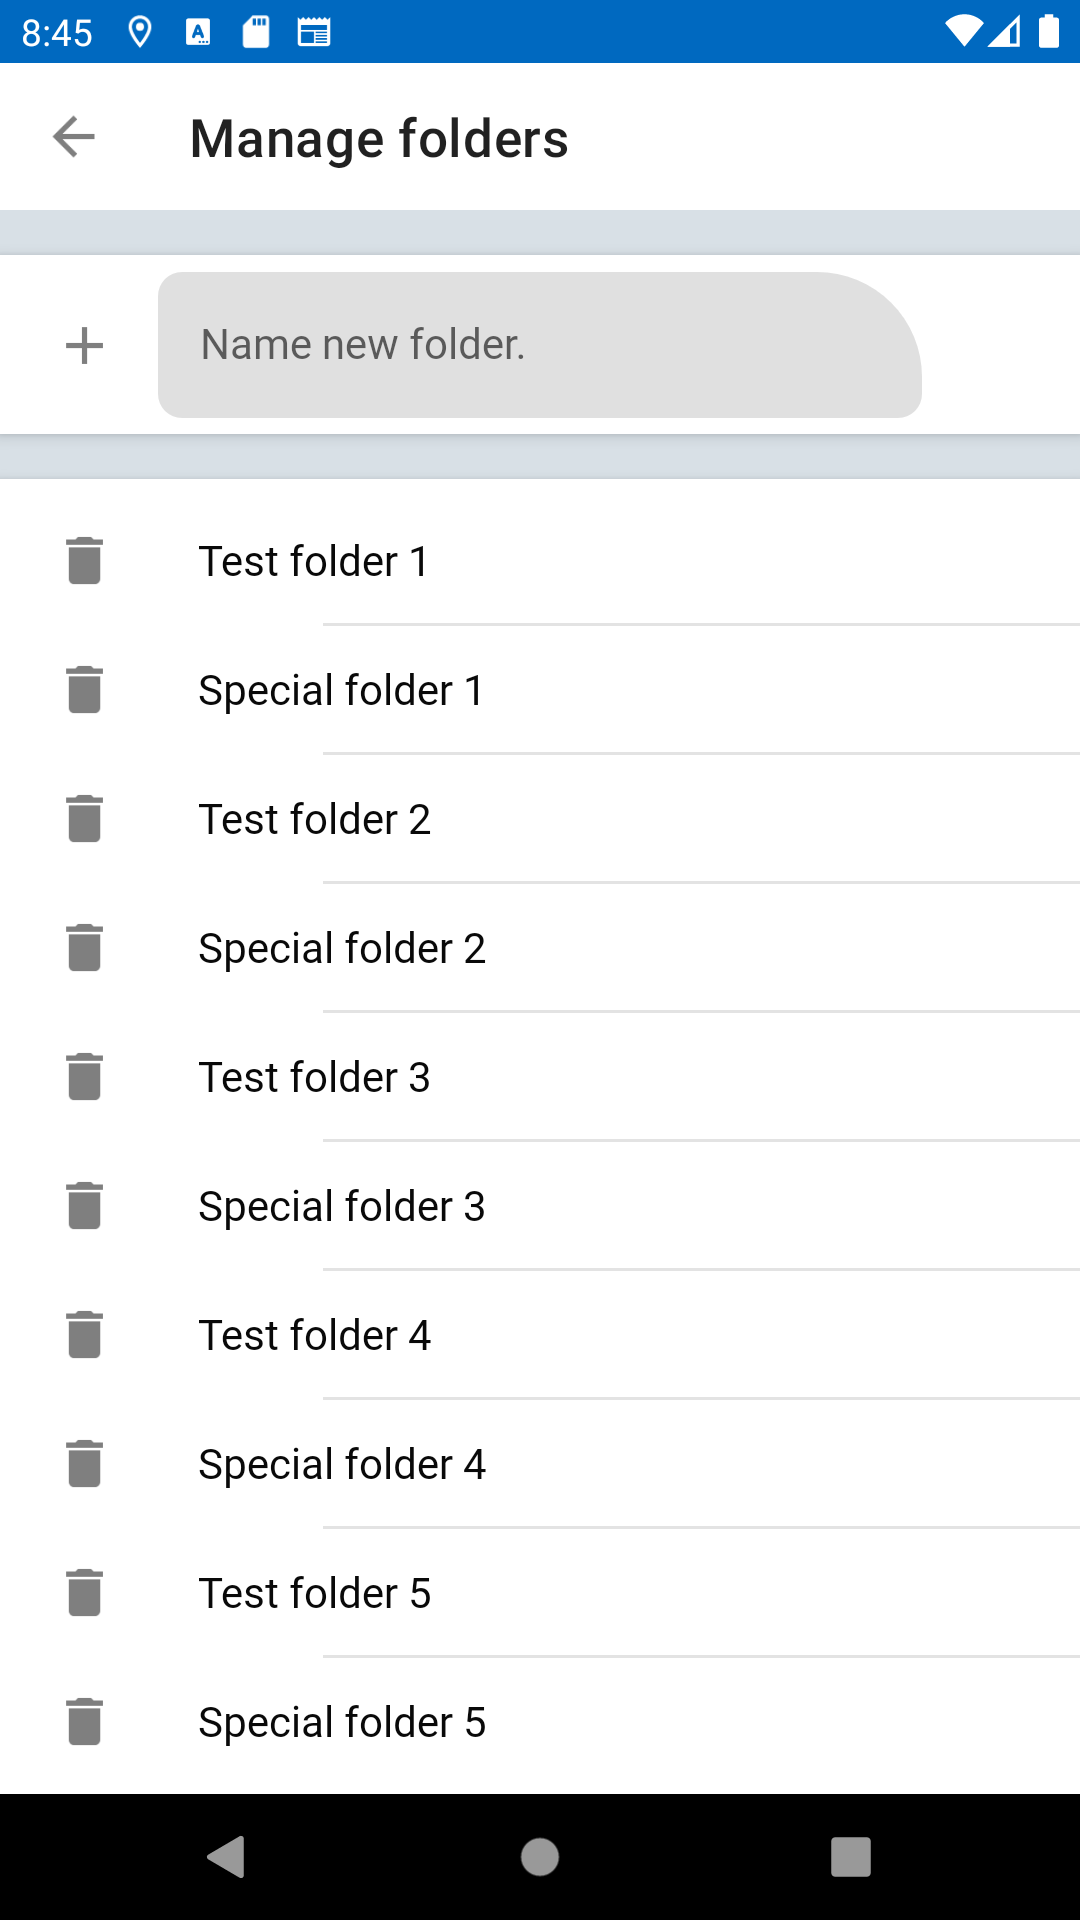 8:45
Manage folders
Name new folder.
Test folder 1
Special folder 1
Test folder 2
Special folder 2
Test folder 3
Special folder 3
Test folder 4
Special folder 4
Test folder 5
Special folder 5